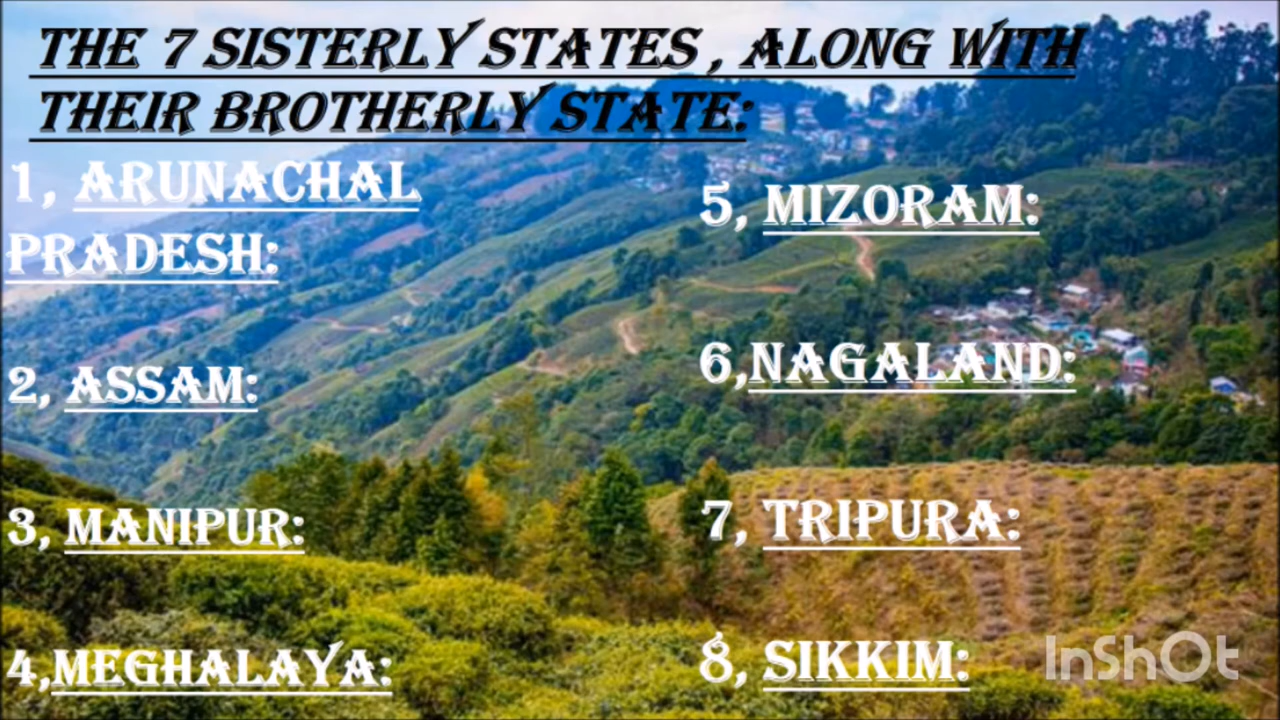 THE 7 SISTERLY STATES , ALONG WITH
THEIR BROTHERLY STATE:
1, ARUNACHAL
PRADESH:
2, ASSAM:
3, MANIPUR:
4,MEGHALAYA:
5, MIZORAM:
6,NAGALAND:
7, TRIPURA:
8, SIKKIM:
InShOt